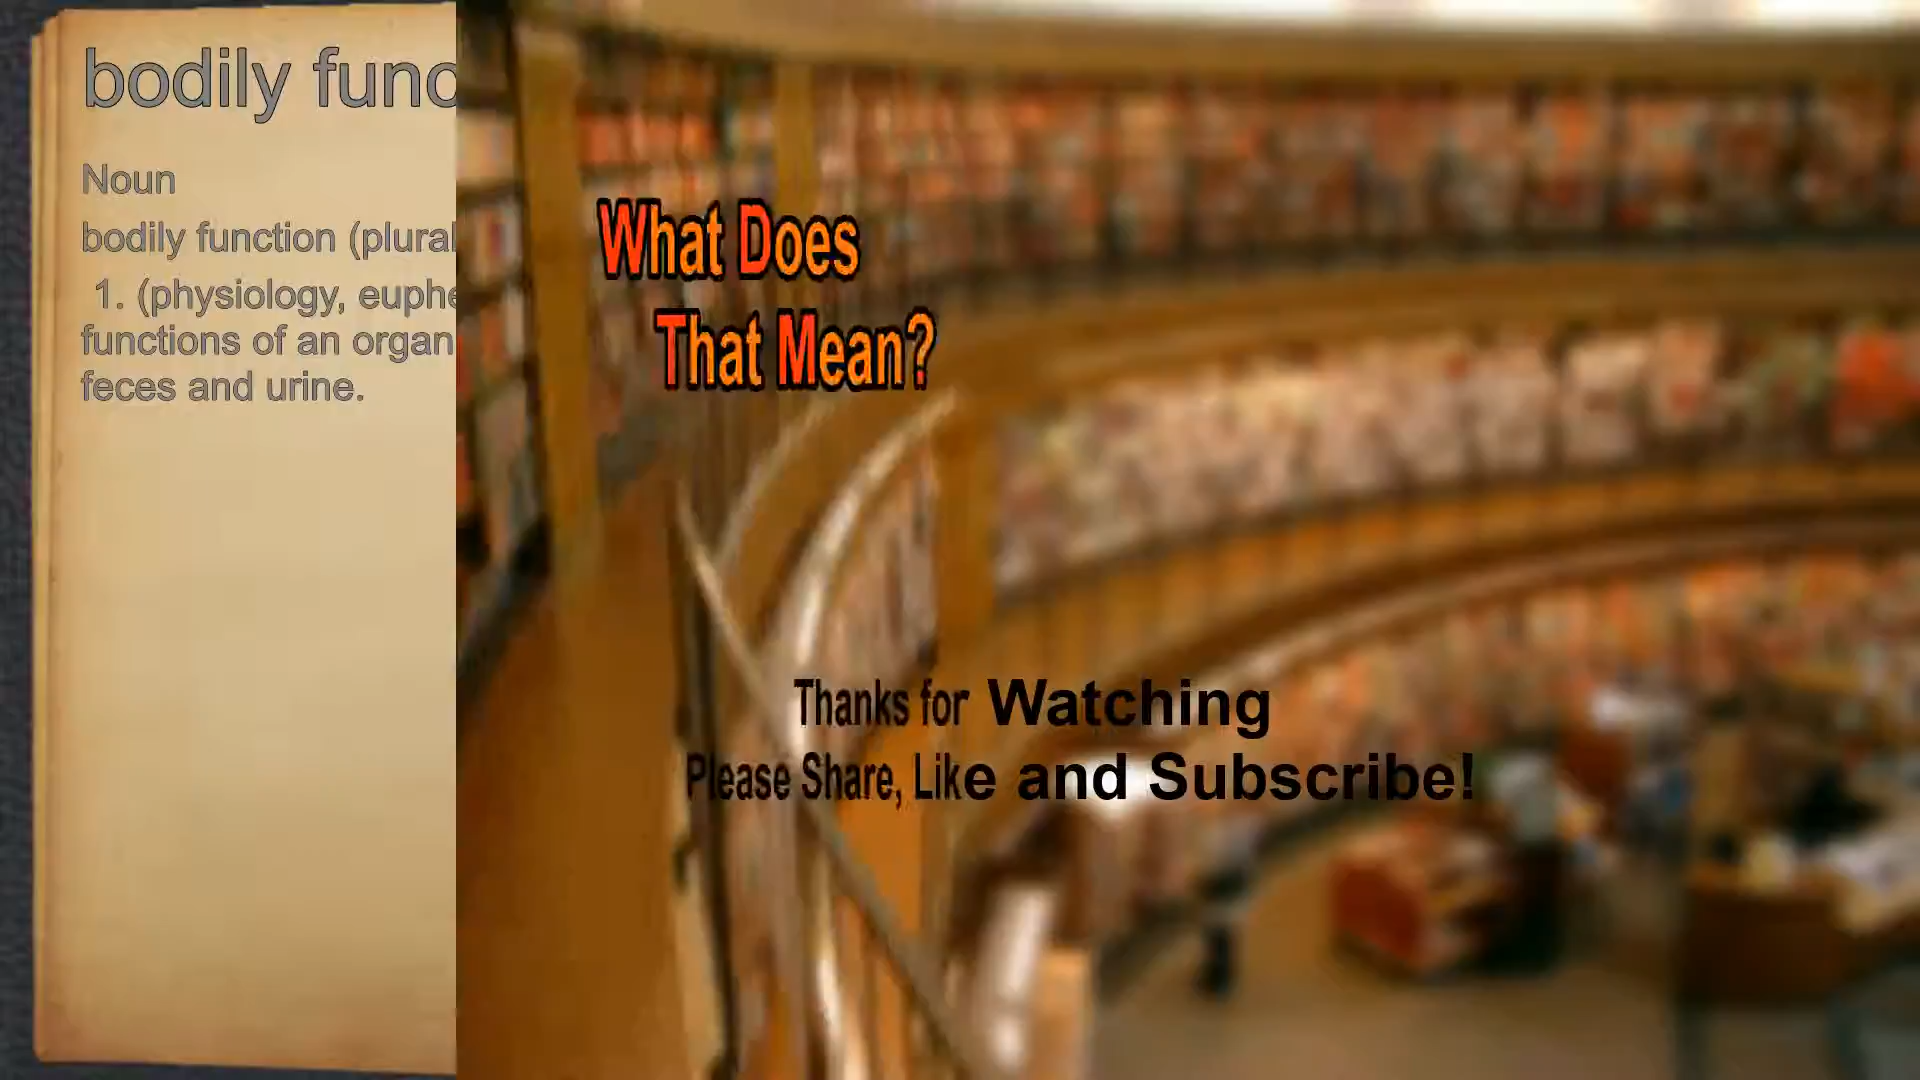 bodily func
Noun
bodily function (plural
1. (physiology, euphe
functions of an organ
feces and urine.
What Does
That Mean?
Thanks for Watching
Please Share, Like and Subscribe!